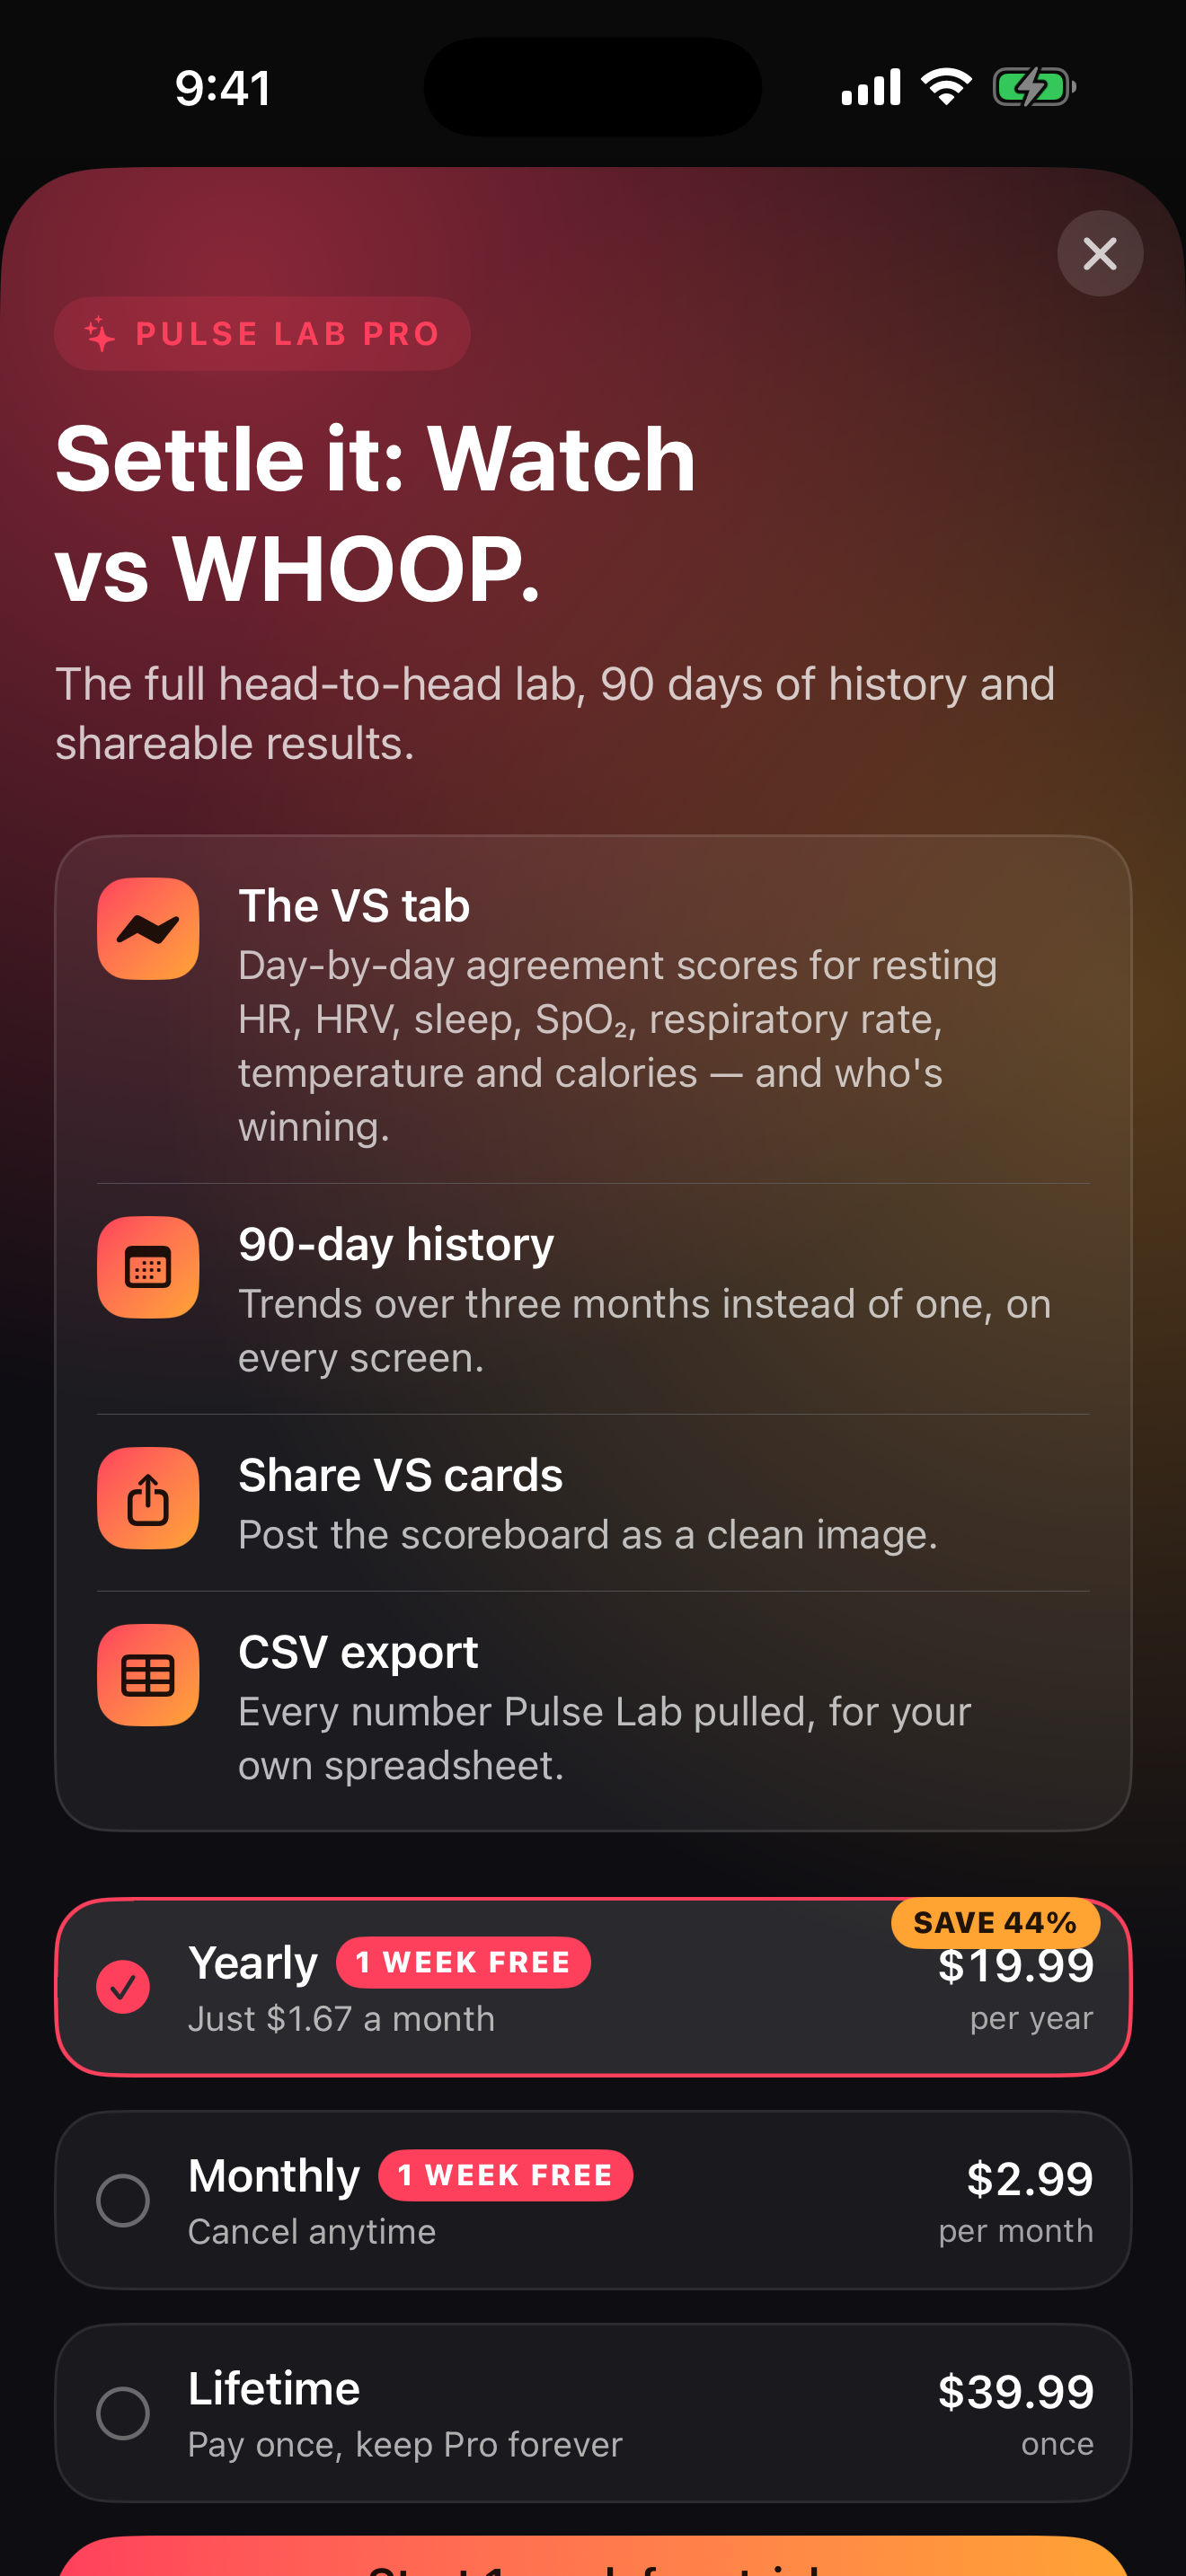 9:41
PULSE LAB PRO
Settle it: Watch
vs WHOOP.
The full head-to-head lab, 90 days of history and
shareable results.
The VS tab
Day-by-day agreement scores for resting
HR, HRV, sleep, SpO₂, respiratory rate,
temperature and calories — and who's
winning.
90-day history
Trends over three months instead of one, on
every screen.
Share VS cards
Post the scoreboard as a clean image.
CSV export
Every number Pulse Lab pulled, for your
own spreadsheet.
SAVE 44%
Yearly 1 WEEK FREE $19.99
Just $1.67 a month per year
Monthly 1 WEEK FREE $2.99
Cancel anytime per month
Lifetime $39.99
Pay once, keep Pro forever once